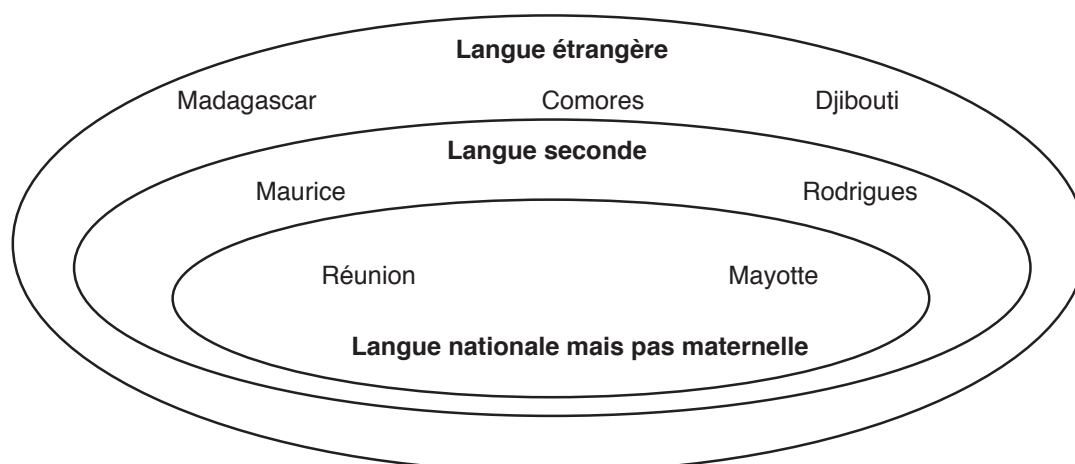 Langue étrangère
Madagascar Comores Djibouti
Langue seconde
Maurice Rodrigues
Réunion Mayotte
Langue nationale mais pas maternelle